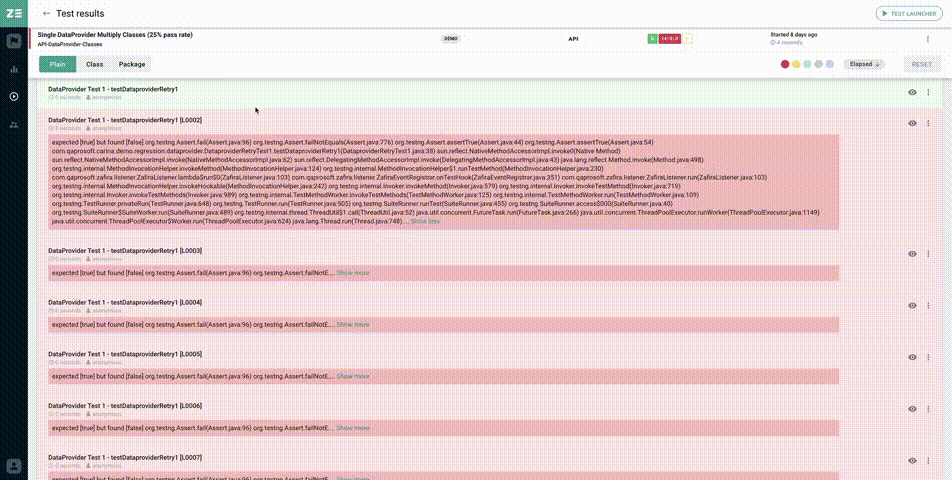 ZE
← Test results
TEST LAUNCHER
Single DataProvider Multiply Classes (25% pass rate)
API-DataProvider-Classes
DEMO
API
Started 8 days ago
4 seconds
Plain Class Package
Elapsed ↓
RESET
DataProvider Test 1 - testDataproviderRetry1
0 seconds anonymous
DataProvider Test 1 - testDataproviderRetry1 [L0002]
0 seconds anonymous
expected [true] but found [false] org.testng.Assert.fail(Assert.java:96) org.testng.Assert.failNotEquals(Assert.java:776) org.testng.Assert.assertTrue(Assert.java:44) org.testng.Assert.assertTrue(Assert.java:54)
com.qaprosoft.carina.demo.regression.dataprovider.DataproviderRetryTest1.testDataproviderRetry1(DataproviderRetryTest1.java:38) sun.reflect.NativeMethodAccessorImpl.invoke0(Native Method)
sun.reflect.NativeMethodAccessorImpl.invoke(NativeMethodAccessorImpl.java:62) sun.reflect.DelegatingMethodAccessorImpl.invoke(DelegatingMethodAccessorImpl.java:43) java.lang.reflect.Method.invoke(Method.java:498)
org.testng.internal.MethodInvocationHelper.invokeMethod(MethodInvocationHelper.java:124) org.testng.internal.MethodInvocationHelper$1.runTestMethod(MethodInvocationHelper.java:230)
com.qaprosoft.zafira.listener.ZafiraListener.lambda$run$0(ZafiraListener.java:103) com.qaprosoft.zafira.listener.ZafiraEventRegistrar.onTestHook(ZafiraEventRegistrar.java:351) com.qaprosoft.zafira.listener.ZafiraListener.run(ZafiraListener.java:103)
org.testng.internal.MethodInvocationHelper.invokeHookable(MethodInvocationHelper.java:242) org.testng.internal.Invoker.invokeMethod(Invoker.java:579) org.testng.internal.Invoker.invokeTestMethod(Invoker.java:719)
org.testng.internal.Invoker.invokeTestMethods(Invoker.java:989) org.testng.internal.TestMethodWorker.invokeTestMethods(TestMethodWorker.java:125) org.testng.internal.TestMethodWorker.run(TestMethodWorker.java:109)
org.testng.TestRunner.privateRun(TestRunner.java:648) org.testng.TestRunner.run(TestRunner.java:505) org.testng.SuiteRunner.runTest(SuiteRunner.java:455) org.testng.SuiteRunner.access$000(SuiteRunner.java:40)
org.testng.SuiteRunner$SuiteWorker.run(SuiteRunner.java:489) org.testng.internal.thread.ThreadUtil$1.call(ThreadUtil.java:52) java.util.concurrent.FutureTask.run(FutureTask.java:266) java.util.concurrent.ThreadPoolExecutor.runWorker(ThreadPoolExecutor.java:1149)
java.util.concurrent.ThreadPoolExecutor$Worker.run(ThreadPoolExecutor.java:624) java.lang.Thread.run(Thread.java:748)... Show less
DataProvider Test 1 - testDataproviderRetry1 [L0003]
0 seconds anonymous
expected [true] but found [false] org.testng.Assert.fail(Assert.java:96) org.testng.Assert.failNotE... Show more
DataProvider Test 1 - testDataproviderRetry1 [L0004]
0 seconds anonymous
expected [true] but found [false] org.testng.Assert.fail(Assert.java:96) org.testng.Assert.failNotE... Show more
DataProvider Test 1 - testDataproviderRetry1 [L0005]
0 seconds anonymous
expected [true] but found [false] org.testng.Assert.fail(Assert.java:96) org.testng.Assert.failNotE... Show more
DataProvider Test 1 - testDataproviderRetry1 [L0006]
0 seconds anonymous
expected [true] but found [false] org.testng.Assert.fail(Assert.java:96) org.testng.Assert.failNotE... Show more
DataProvider Test 1 - testDataproviderRetry1 [L0007]
0 seconds anonymous